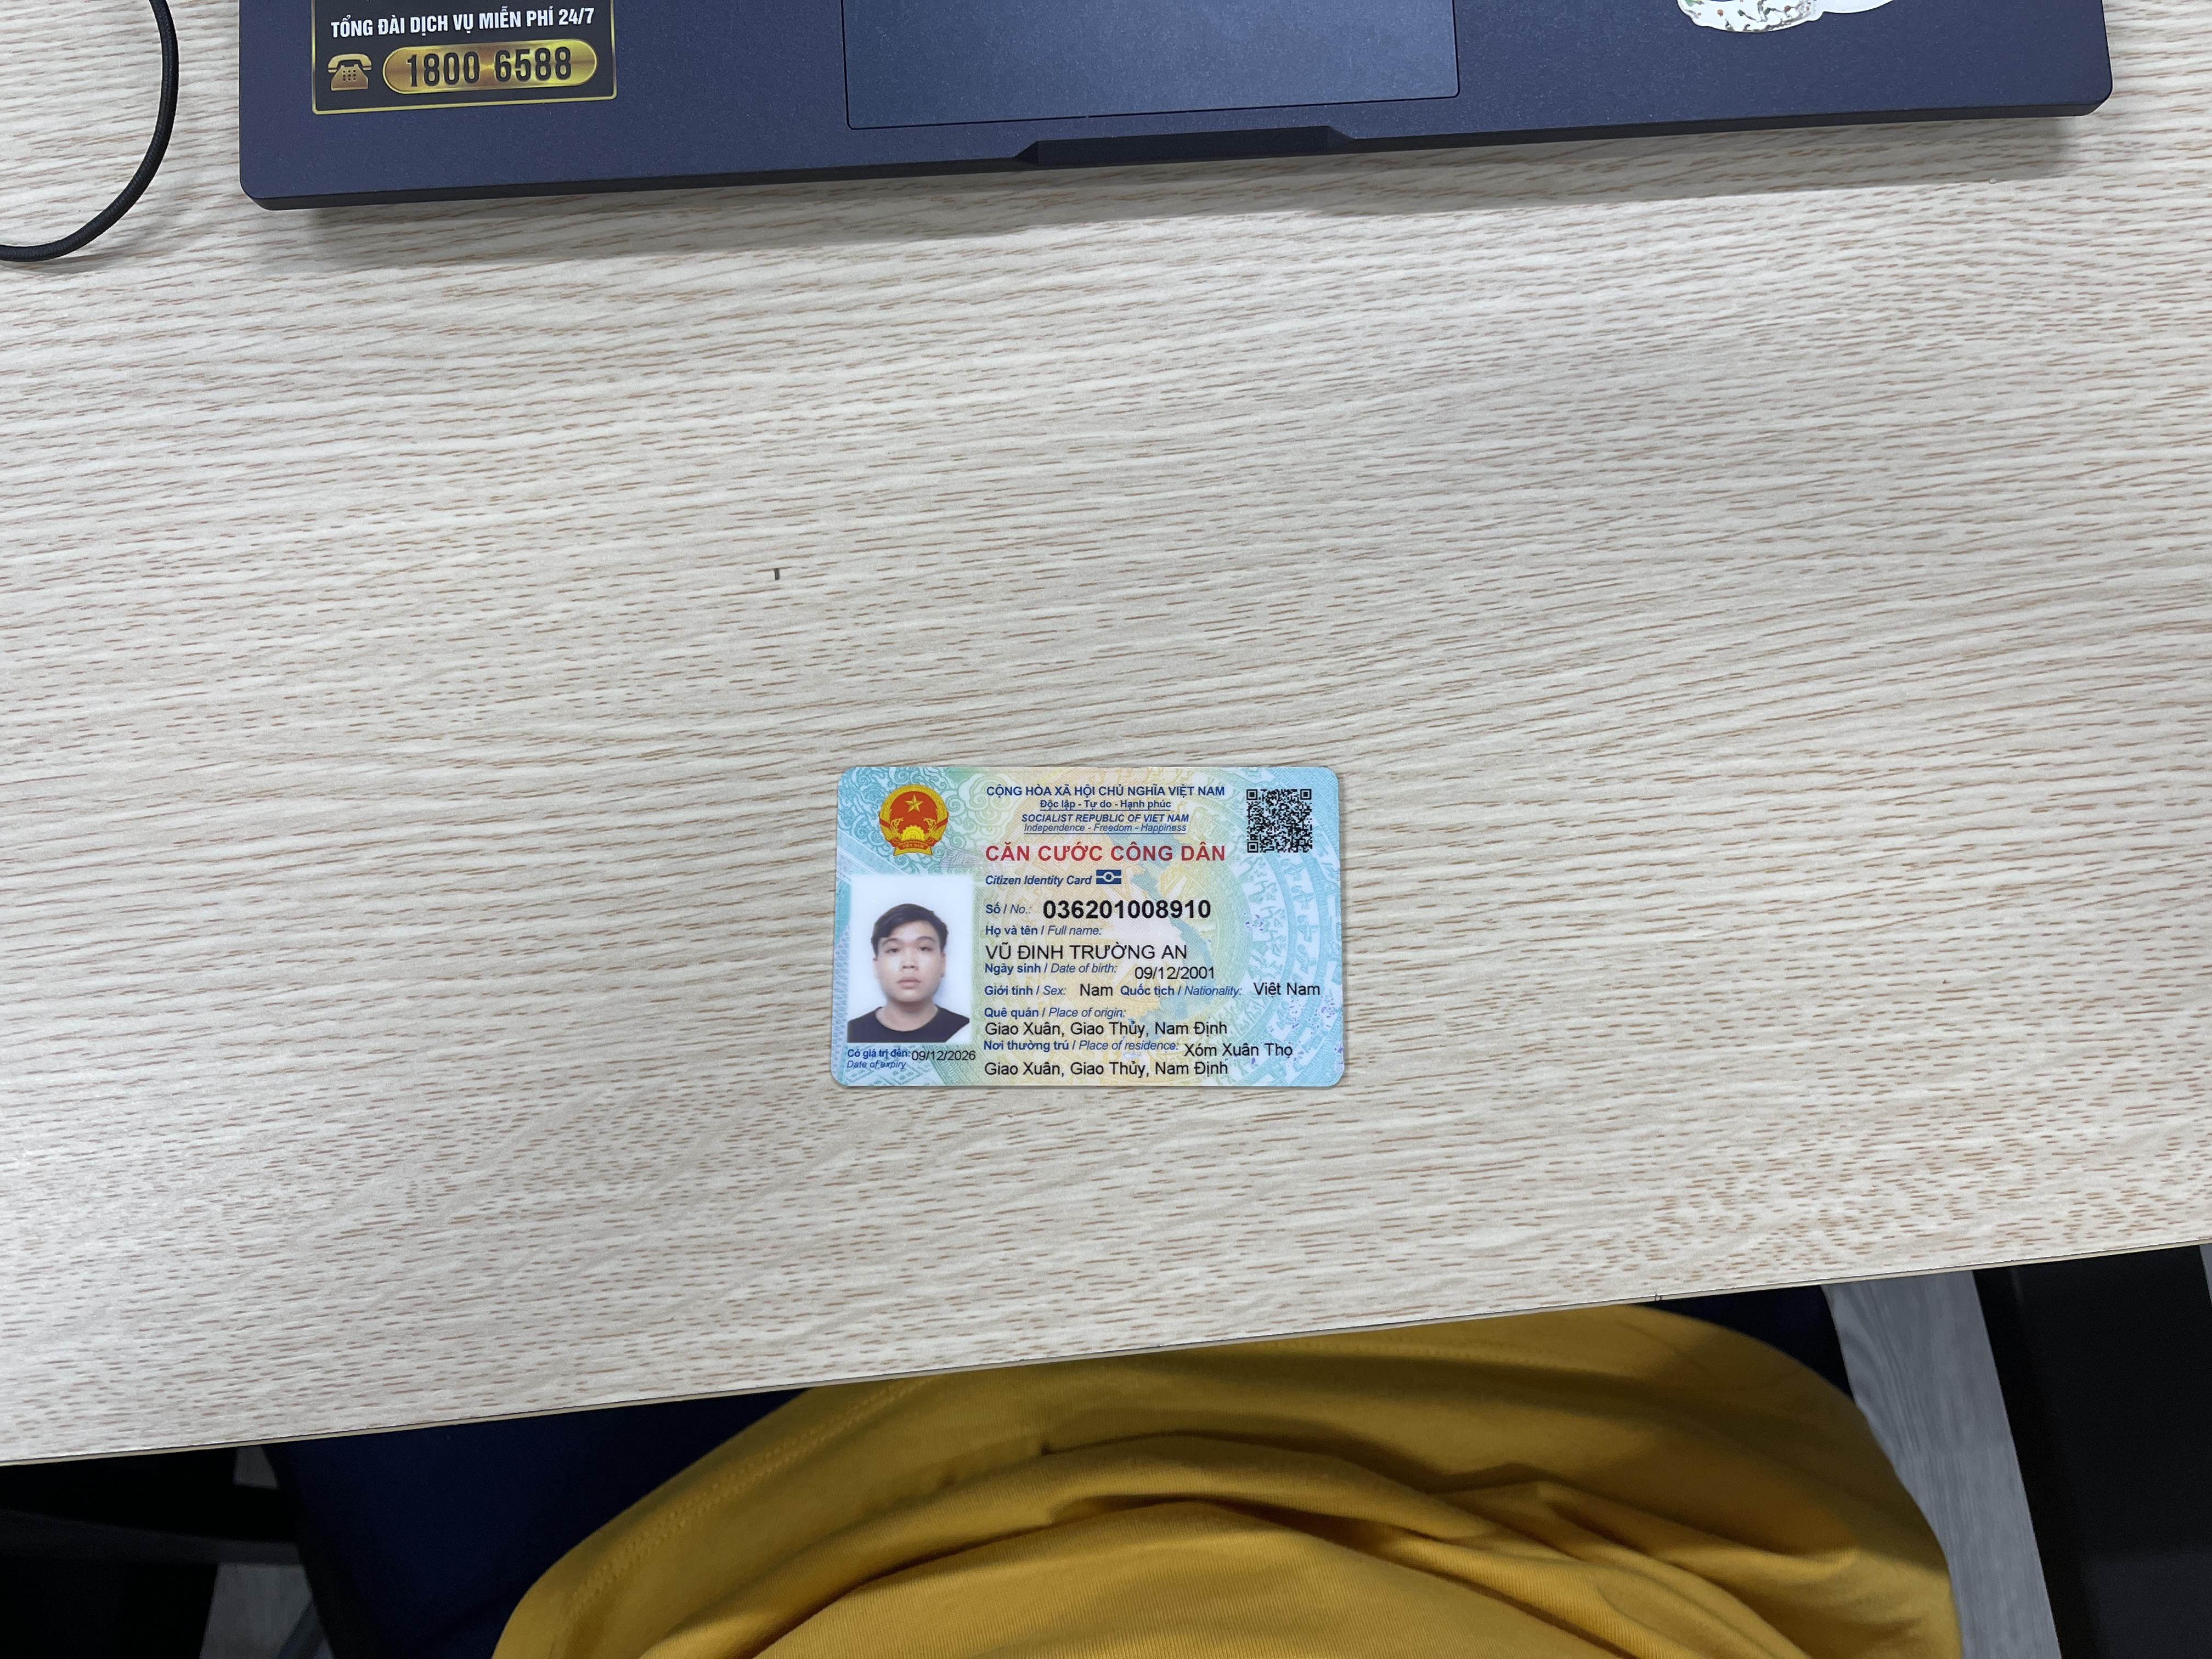 CỘNG HÒA XÃ HỘI CHỦ NGHĨA VIỆT NAM
Độc lập - Tự do - Hạnh phúc
SOCIALIST REPUBLIC OF VIET NAM
Independence - Freedom - Happiness
CĂN CƯỚC CÔNG DÂN
Citizen Identity Card
Số / No.: 036201008910
Họ và tên / Full name:
VŨ ĐÌNH TRƯỜNG AN
Ngày sinh / Date of birth: 09/12/2001
Giới tính / Sex: Nam Quốc tịch / Nationality: Việt Nam
Quê quán / Place of origin:
Giao Xuân, Giao Thủy, Nam Định
Nơi thường trú / Place of residence: Xóm Xuân Thọ
Giao Xuân, Giao Thủy, Nam Định
Có giá trị đến: 09/12/2026
Date of expiry
TỔNG ĐÀI DỊCH VỤ MIỄN PHÍ 24/7
1800 6588